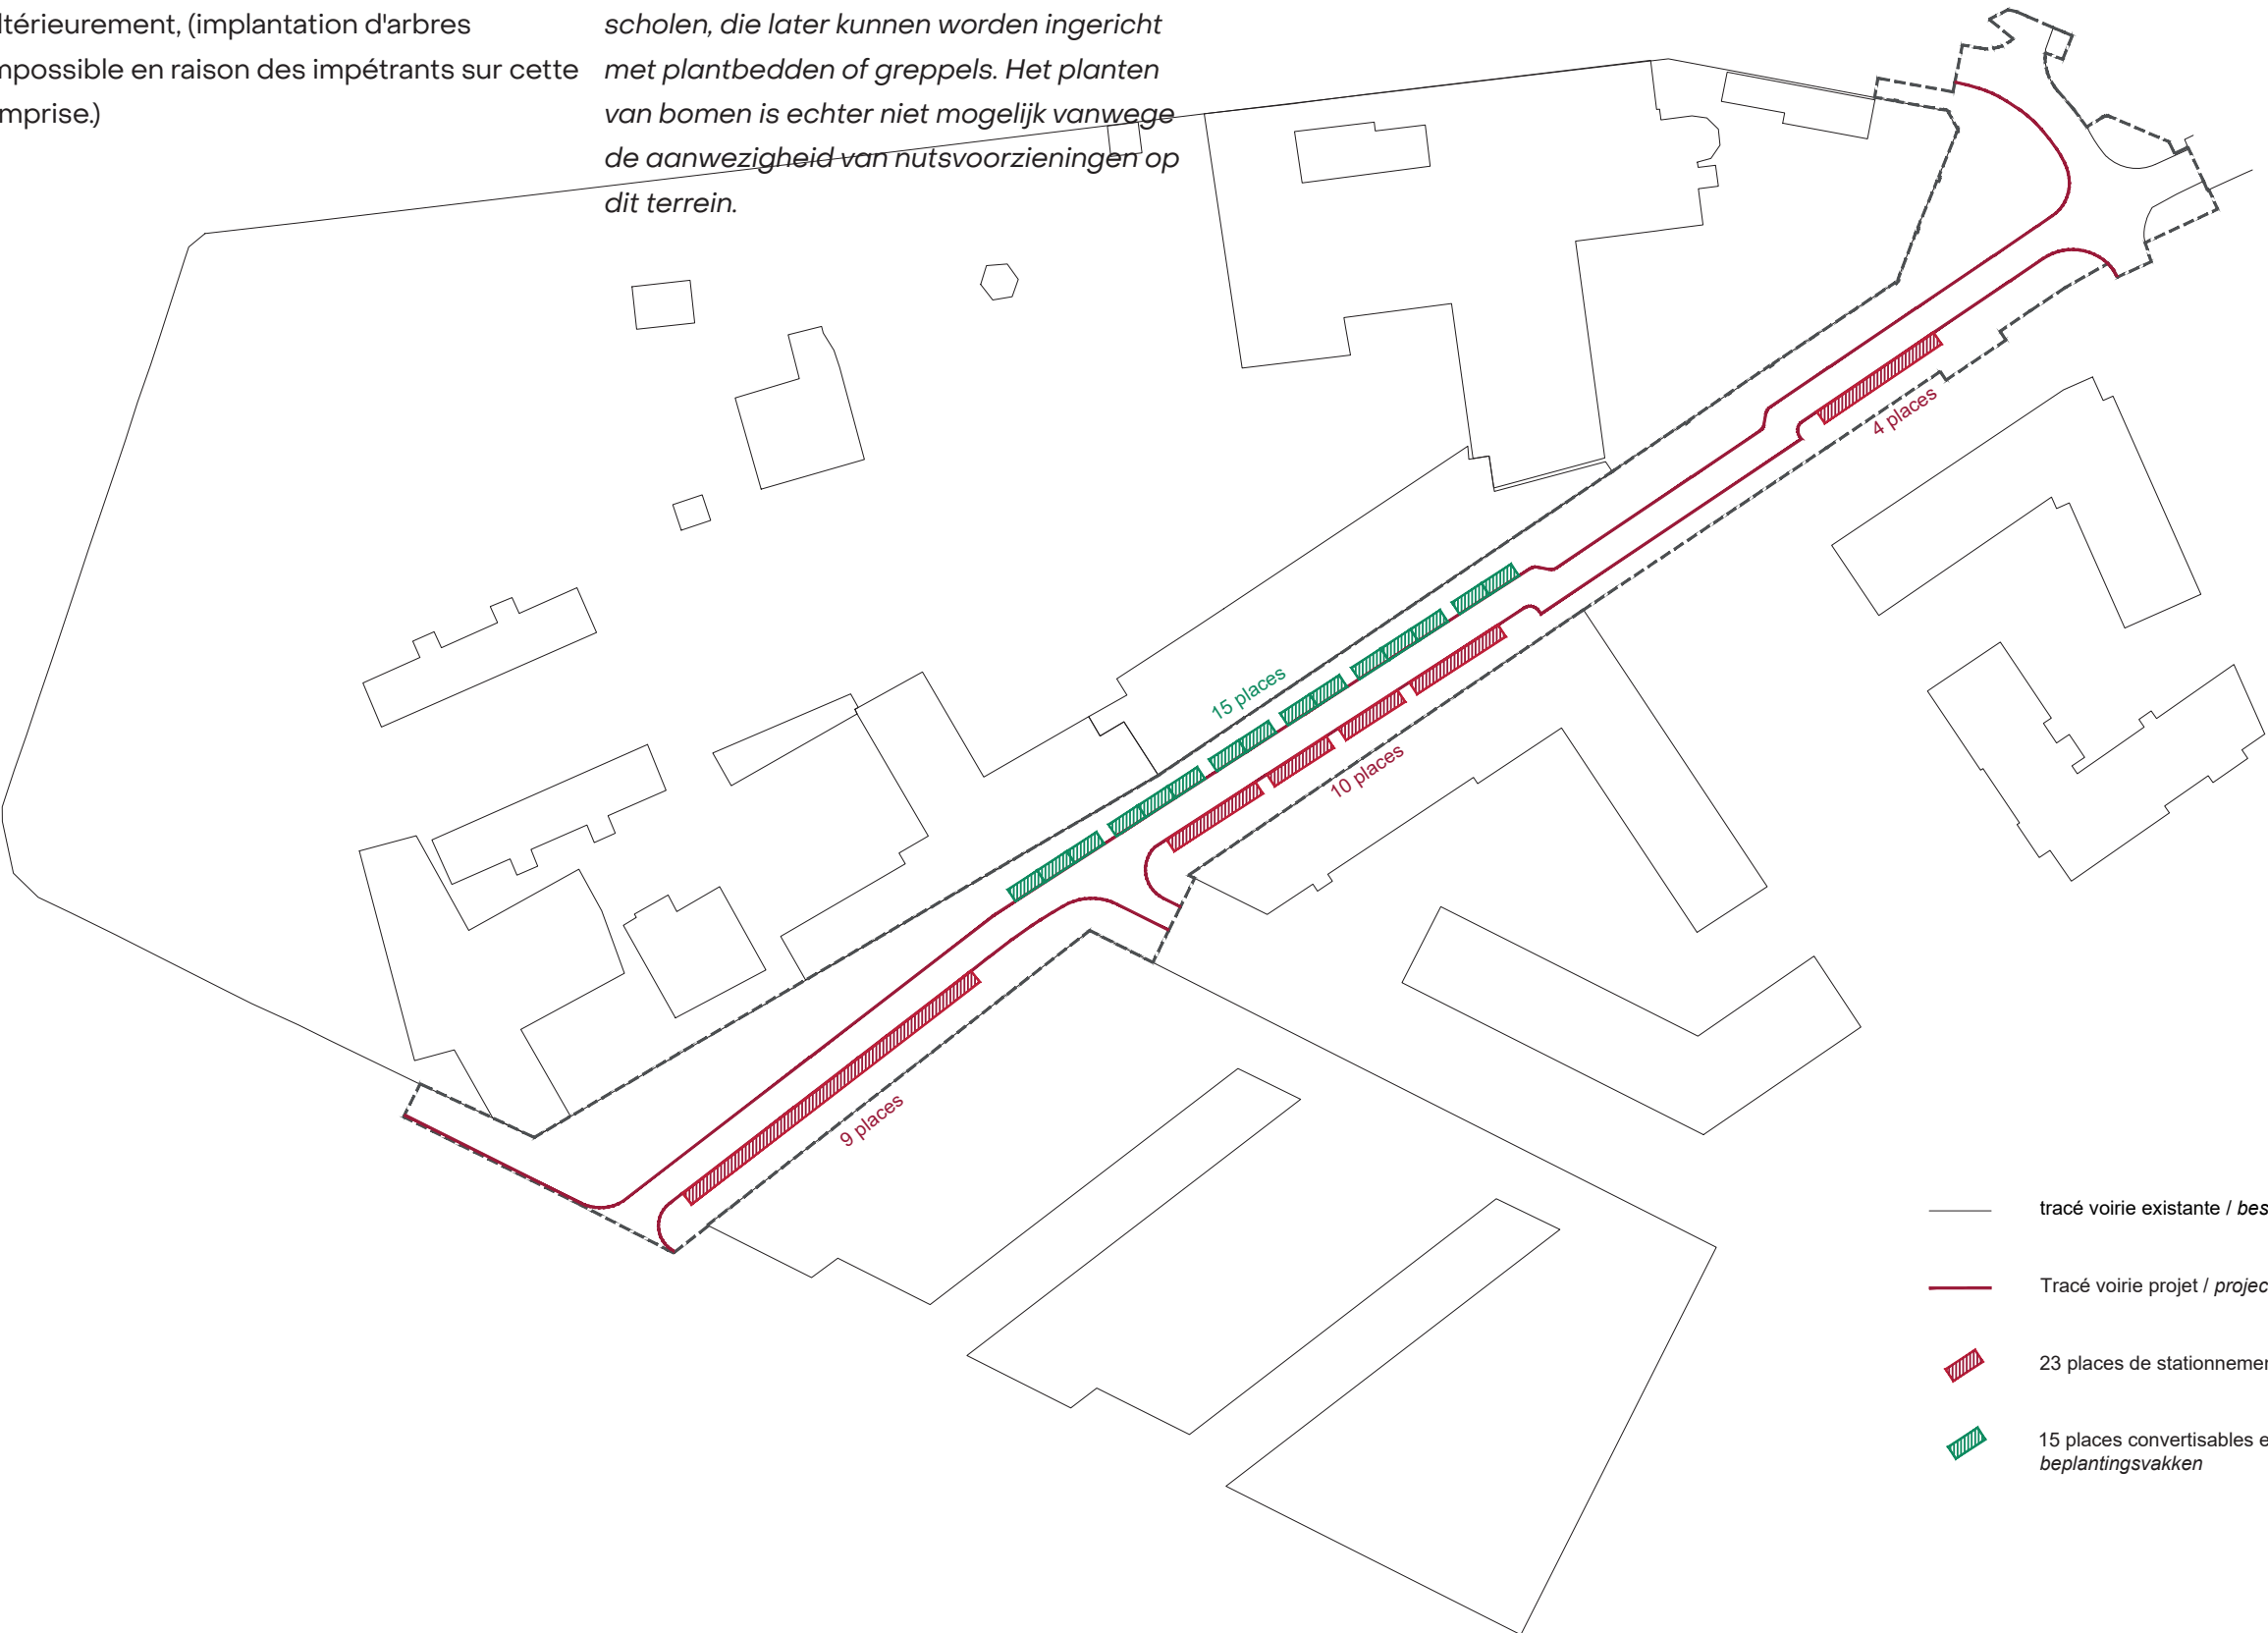 ltérieurement, (implantation d'arbres
mpossible en raison des impétrants sur cette
mprise.)
scholen, die later kunnen worden ingericht
met plantbedden of greppels. Het planten
van bomen is echter niet mogelijk vanwege
de aanwezigheid van nutsvoorzieningen op
dit terrein.
4 places
15 places
10 places
9 places
tracé voirie existante / bes
Tracé voirie projet / projec
23 places de stationnemen
15 places convertisables e
beplantingsvakken